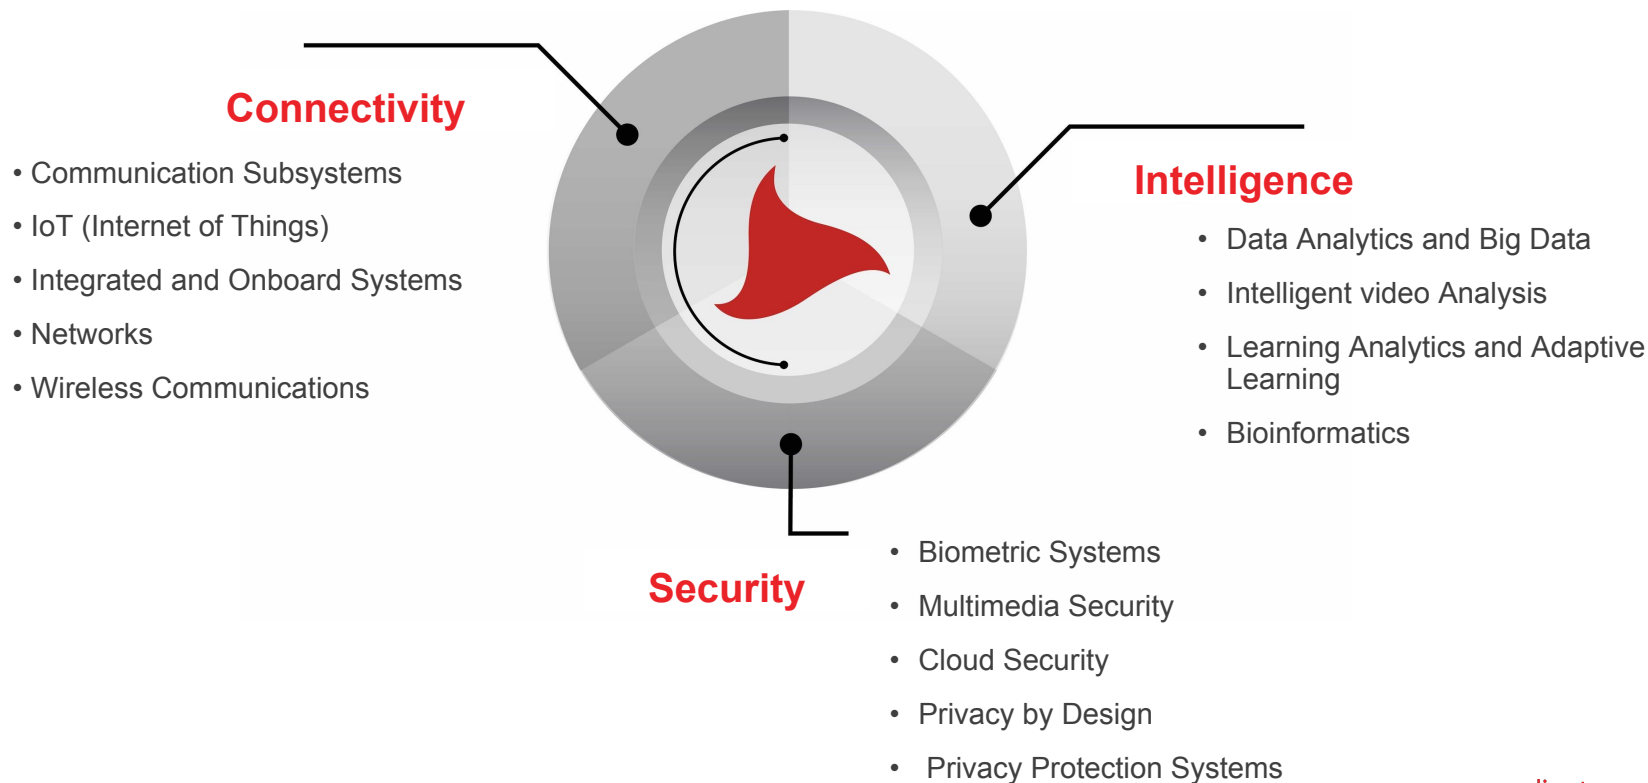 Connectivity
• Communication Subsystems
• IoT (Internet of Things)
• Integrated and Onboard Systems
• Networks
• Wireless Communications
Intelligence
• Data Analytics and Big Data
• Intelligent video Analysis
• Learning Analytics and Adaptive
Learning
• Bioinformatics
Security
• Biometric Systems
• Multimedia Security
• Cloud Security
• Privacy by Design
• Privacy Protection Systems